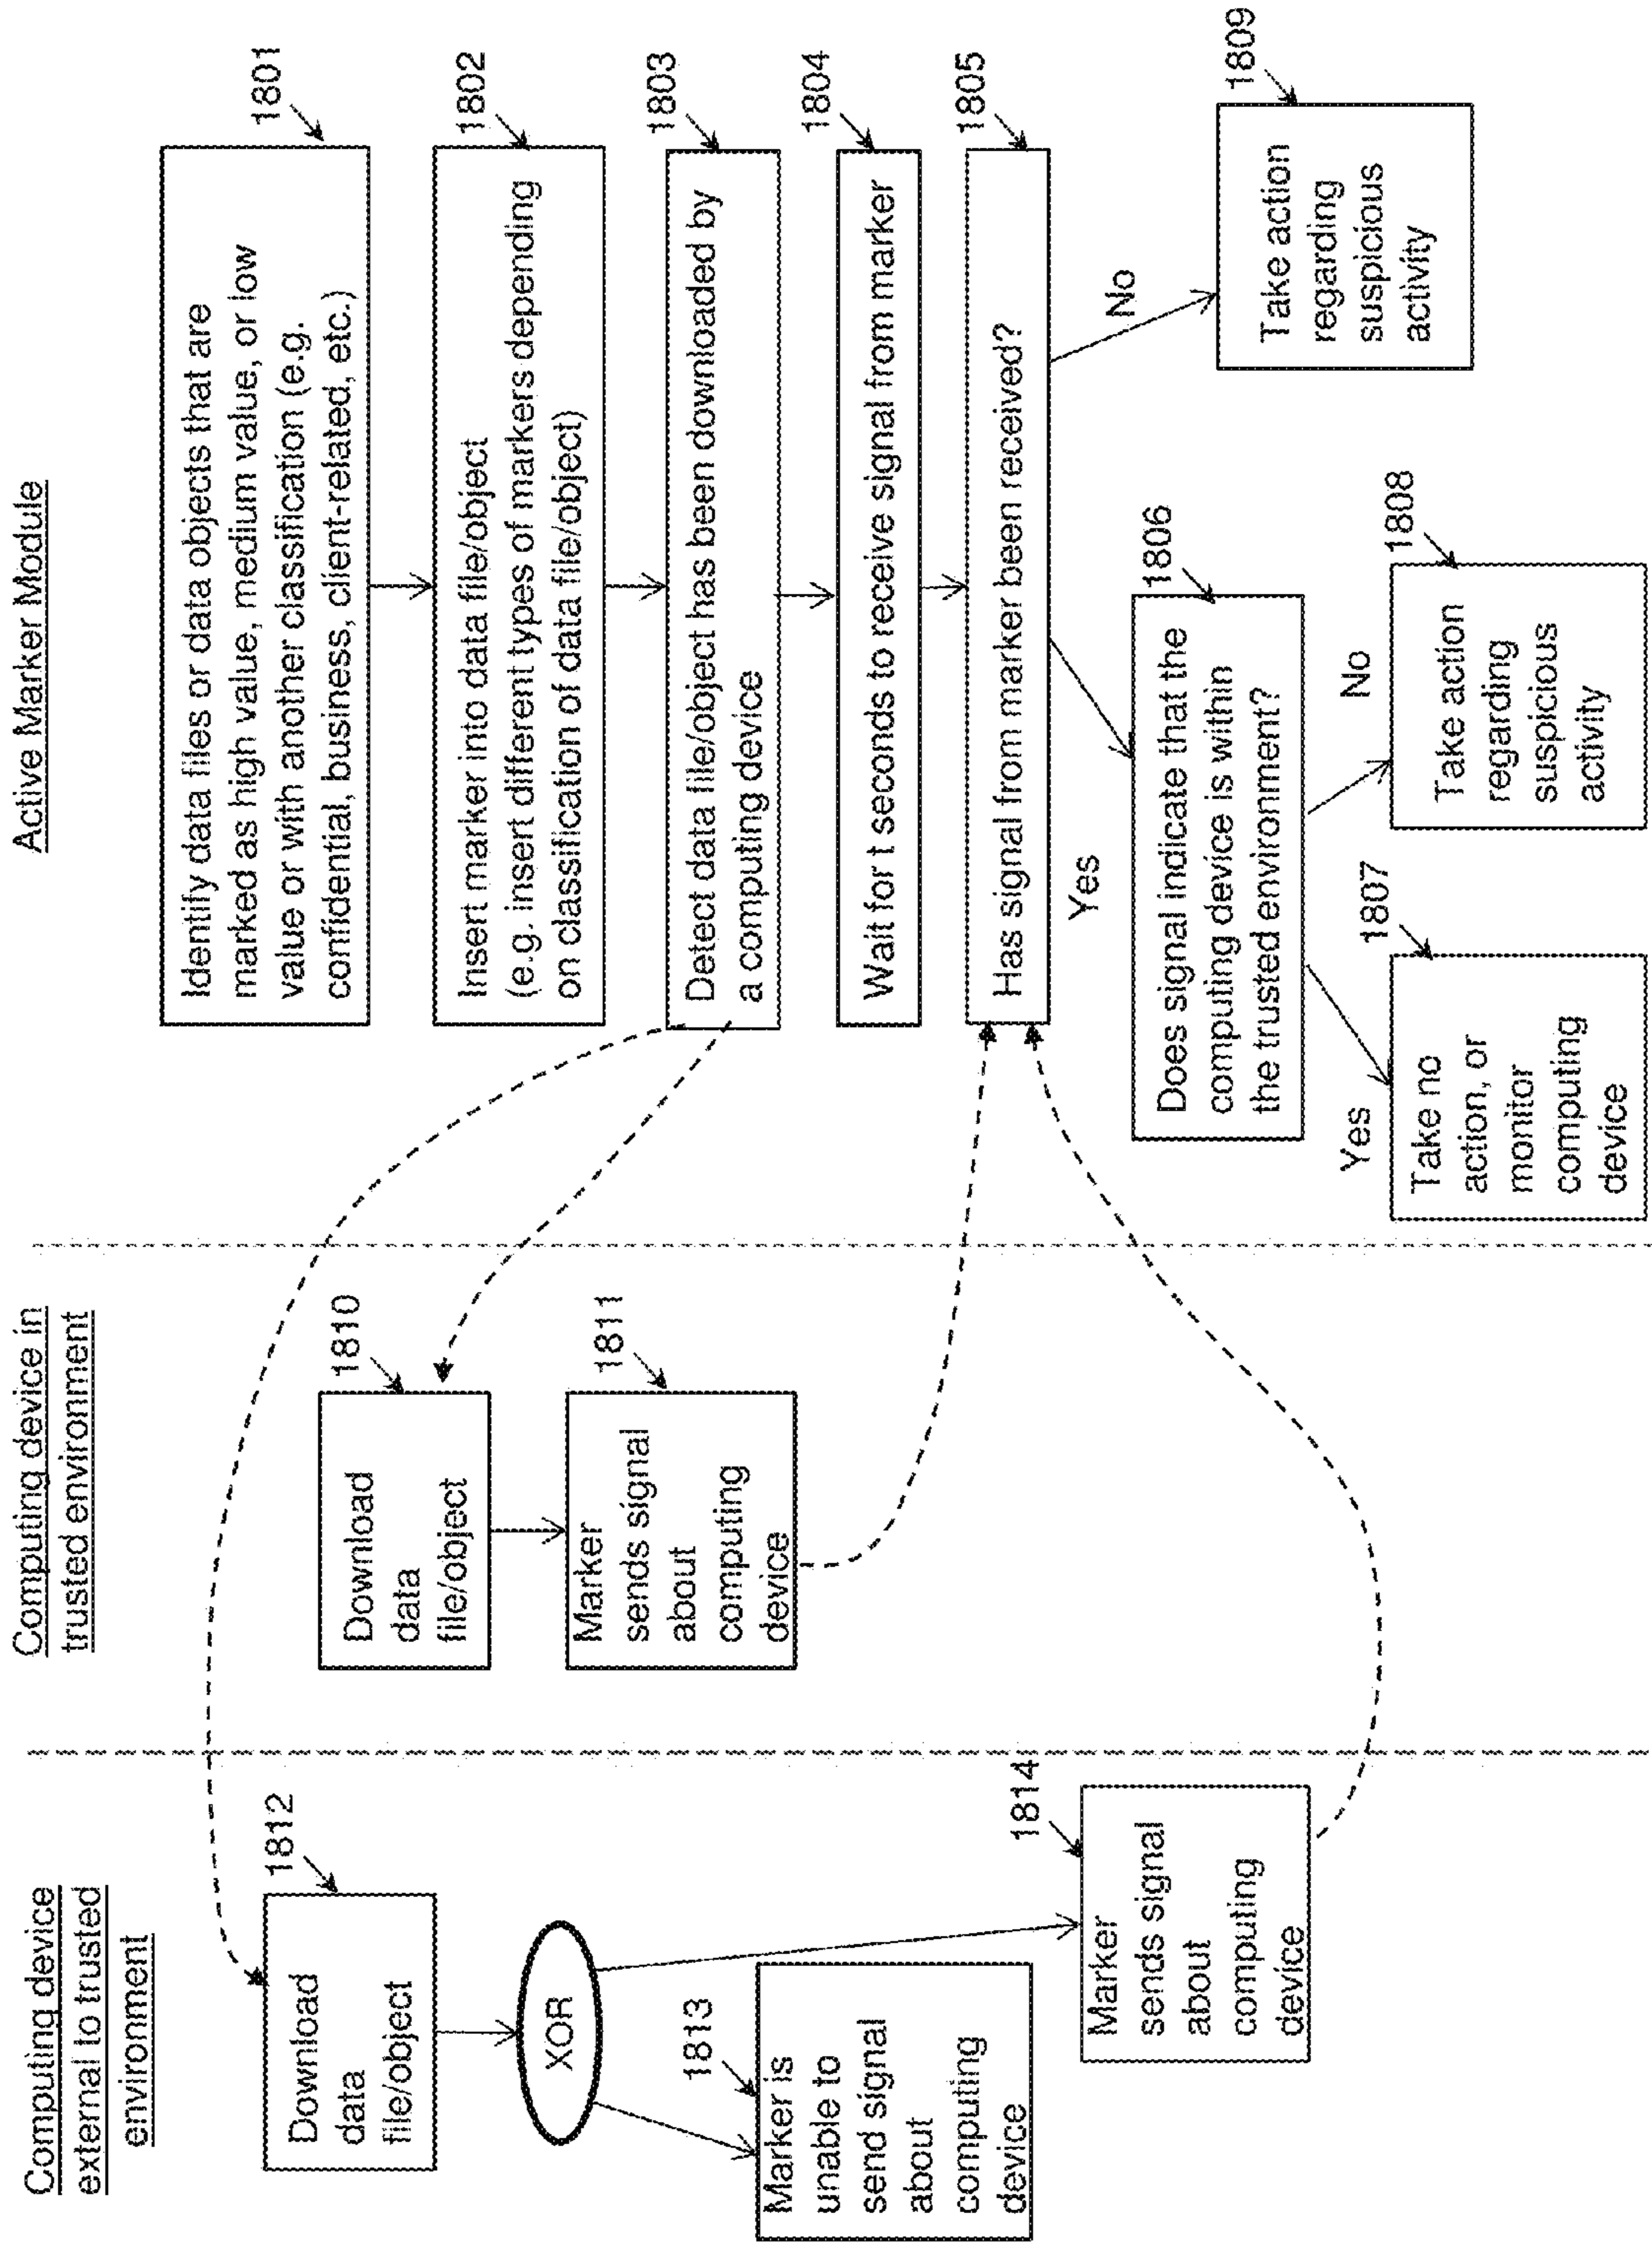 Computing device
external to trusted
environment
1812
Download
data
file/object
XOR
1813
Marker is
unable to
send signal
about
computing
device
1814
Marker
sends signal
about
computing
device
Computing device in
trusted environment
1810
Download
data
file/object
1811
Marker
sends signal
about
computing
device
Active Marker Module
1801
Identify data files or data objects that are
marked as high value, medium value, or low
value or with another classification (e.g.
confidential, business, client-related, etc.)
1802
Insert marker into data file/object
(e.g. insert different types of markers depending
on classification of data file/object)
1803
Detect data file/object has been downloaded by
a computing device
1804
Wait for t seconds to receive signal from marker
1805
Has signal from marker been received?
Yes
No
1806
Does signal indicate that the
computing device is within
the trusted environment?
1809
Take action
regarding
suspicious
activity
Yes
No
1807
Take no
action, or
monitor
computing
device
1808
Take action
regarding
suspicious
activity